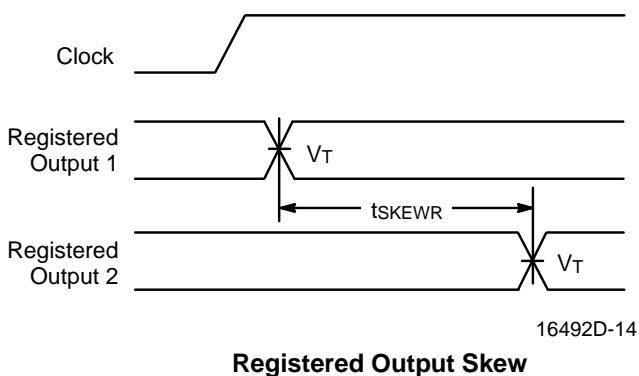 Clock
Registered
Output 1
VT
tSKEWR
Registered
Output 2
VT
16492D-14
Registered Output Skew